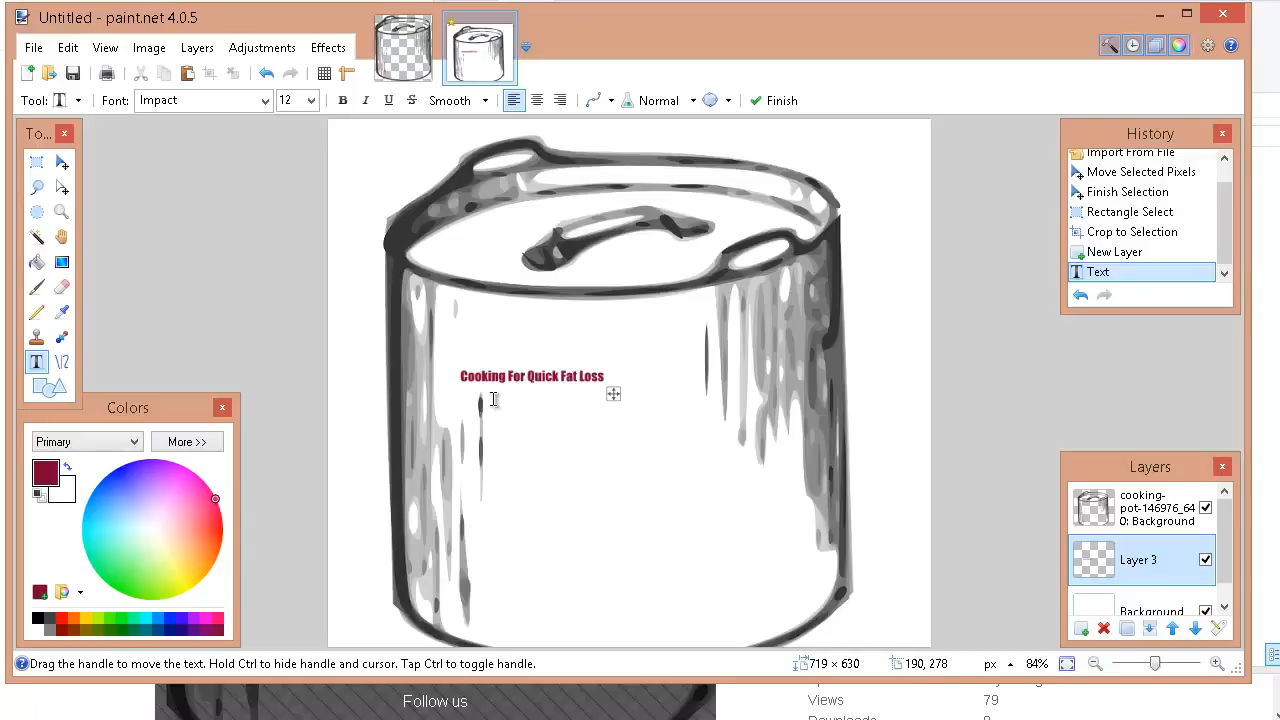 Untitled - paint.net 4.0.5
File Edit View Image Layers Adjustments Effects
Tool: T Font: Impact 12 B I U S Smooth Normal Finish
To...
History
Import From File
Move Selected Pixels
Finish Selection
Rectangle Select
Crop to Selection
New Layer
Text
Cooking For Quick Fat Loss
Colors
Primary More >>
Layers
cooking-
pot-146976_64
0: Background
Layer 3
Background
Drag the handle to move the text. Hold Ctrl to hide handle and cursor. Tap Ctrl to toggle handle. 719 × 630 190, 278 px 84%
Follow us
Views 79